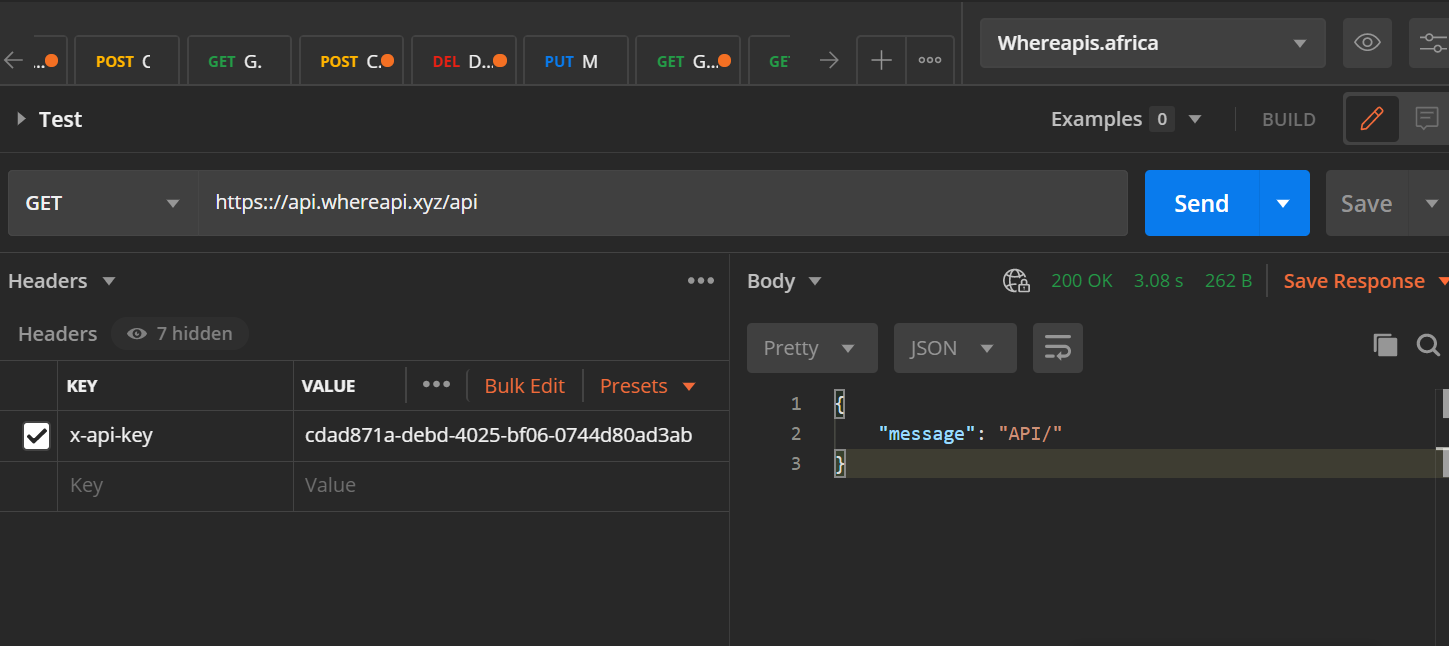 ... POST C GET G. POST C. DEL D... PUT M GET G... GE Whereapis.africa
Test Examples 0 BUILD
GET https:://api.whereapi.xyz/api Send Save
Headers Body 200 OK 3.08 s 262 B Save Response
Headers 7 hidden Pretty JSON
KEY VALUE Bulk Edit Presets
x-api-key cdad871a-debd-4025-bf06-0744d80ad3ab
Key Value
1 {
2 "message": "API/"
3 }